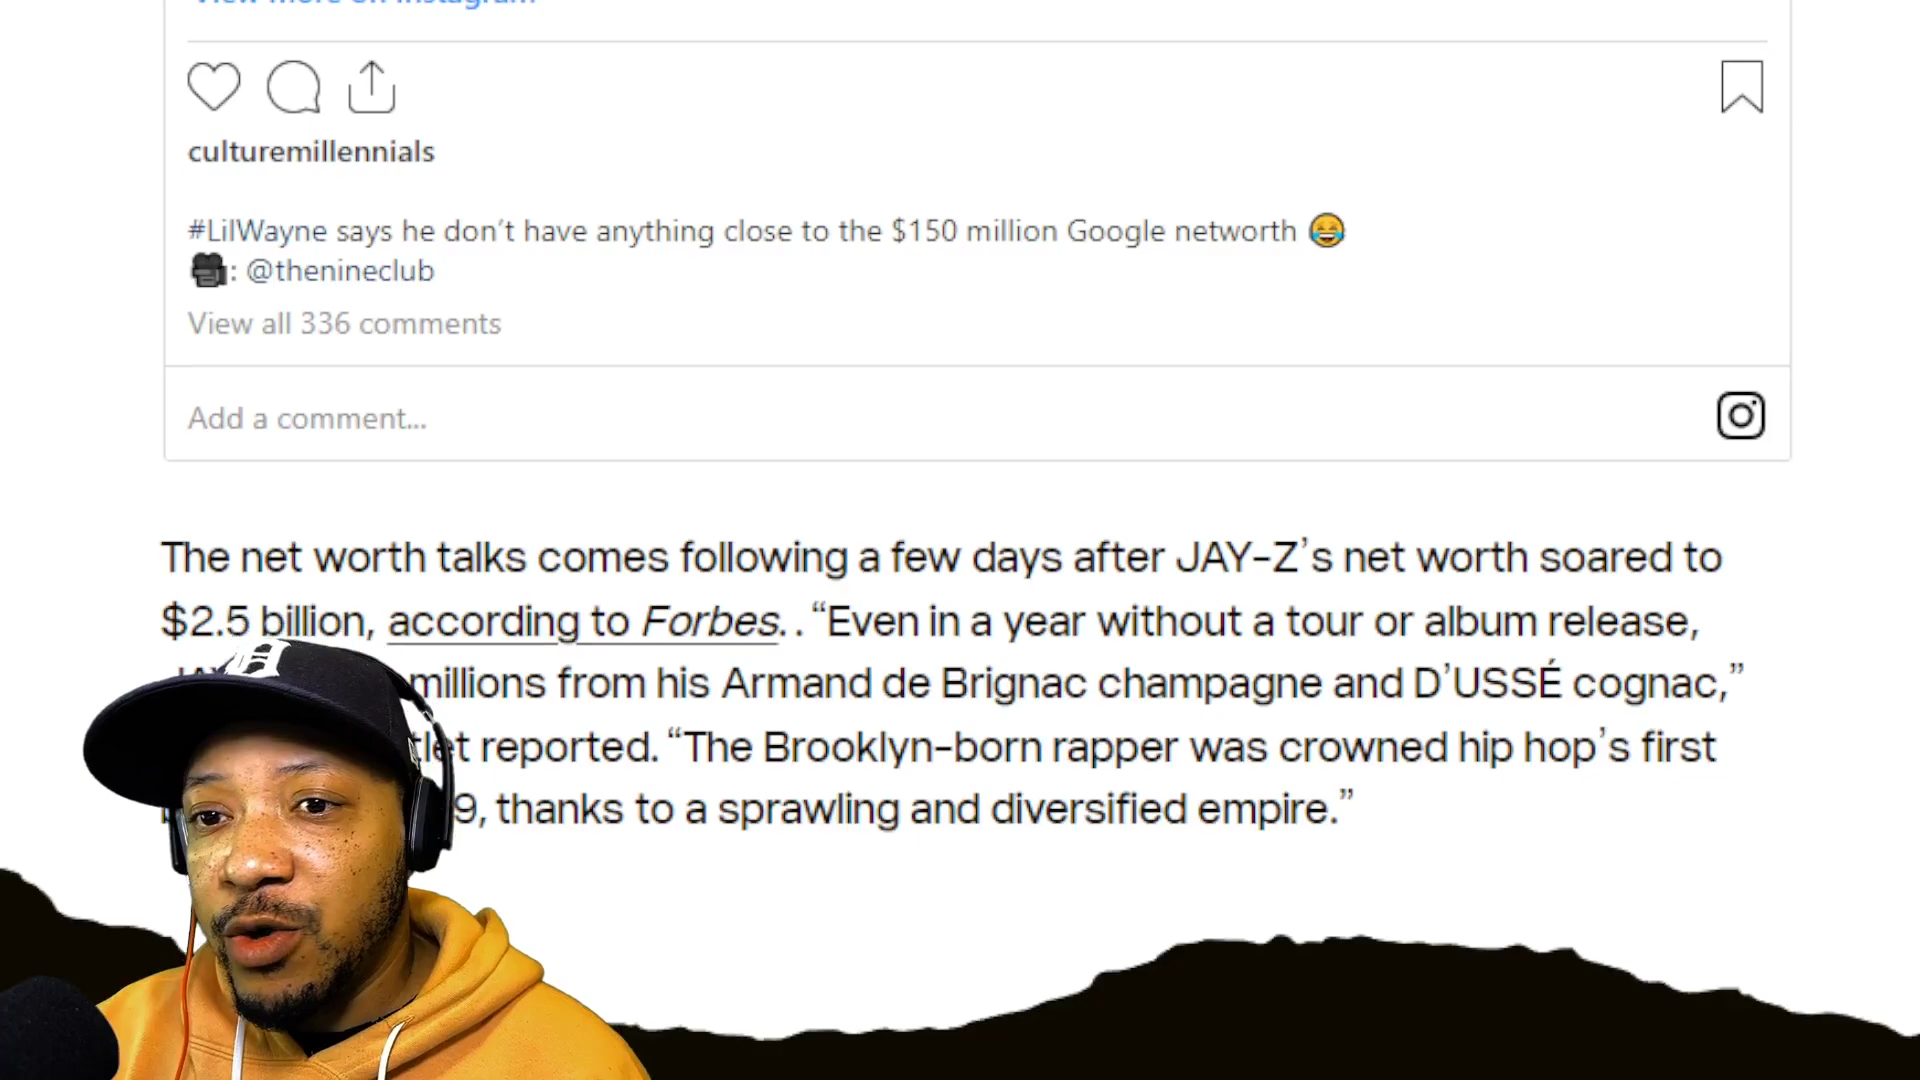 View more on Instagram
culturemillennials
#LilWayne says he don’t have anything close to the $150 million Google networth 😂
🎥: @thenineclub
View all 336 comments
Add a comment...
The net worth talks comes following a few days after JAY-Z’s net worth soared to
$2.5 billion, according to Forbes. . “Even in a year without a tour or album release,
millions from his Armand de Brignac champagne and D’USSÉ cognac,”
reported. “The Brooklyn-born rapper was crowned hip hop’s first
9, thanks to a sprawling and diversified empire.”